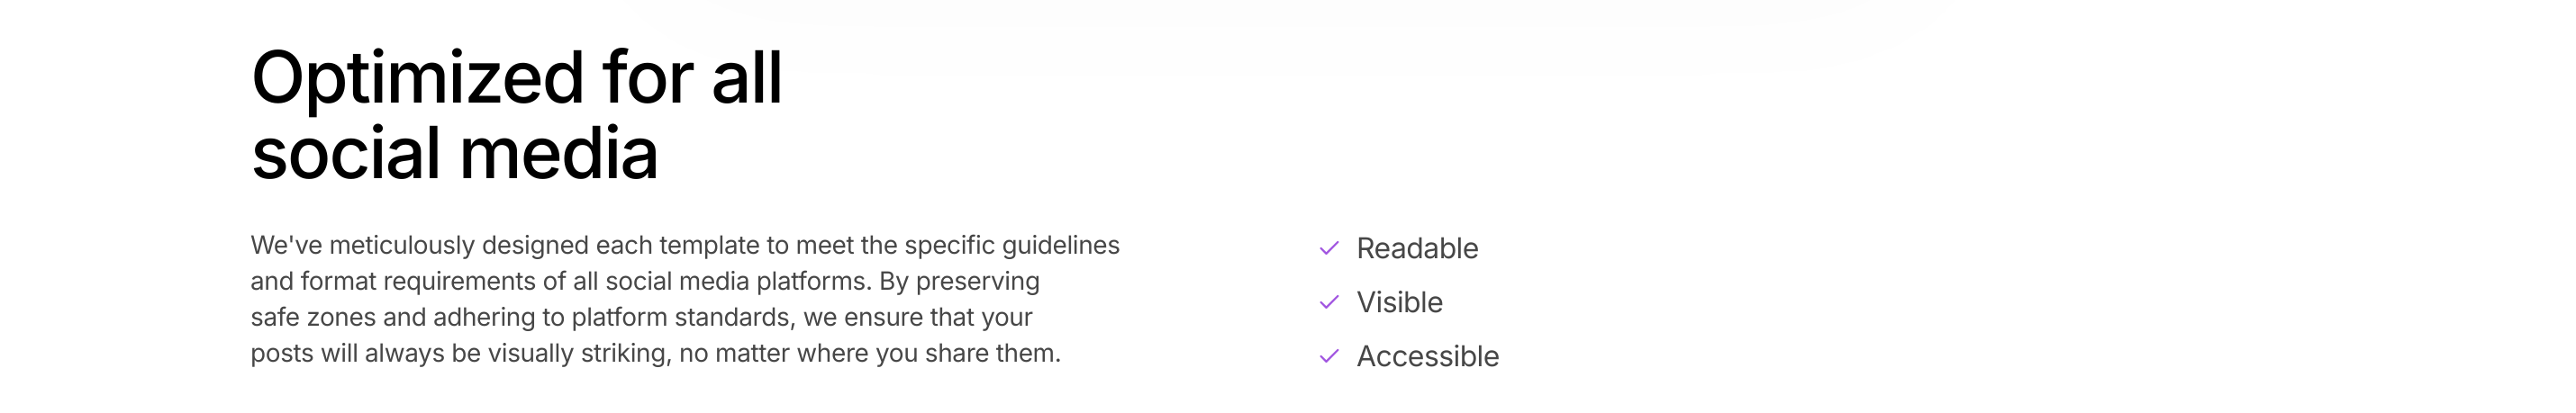 Optimized for all
social media
We've meticulously designed each template to meet the specific guidelines
and format requirements of all social media platforms. By preserving
safe zones and adhering to platform standards, we ensure that your
posts will always be visually striking, no matter where you share them.
Readable
Visible
Accessible